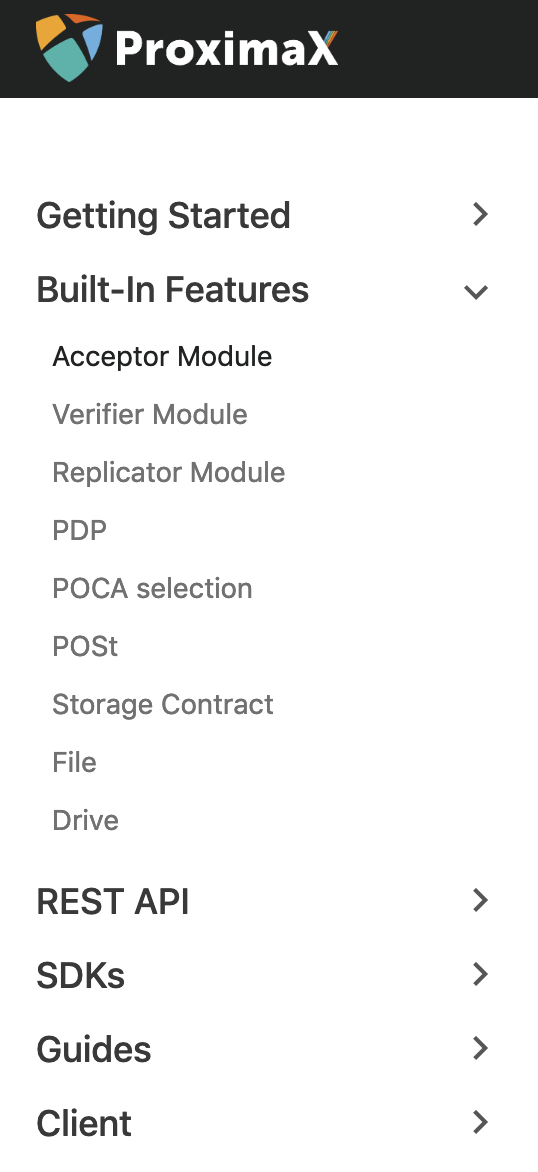 ProximaX
Getting Started
Built-In Features
Acceptor Module
Verifier Module
Replicator Module
PDP
POCA selection
POSt
Storage Contract
File
Drive
REST API
SDKs
Guides
Client